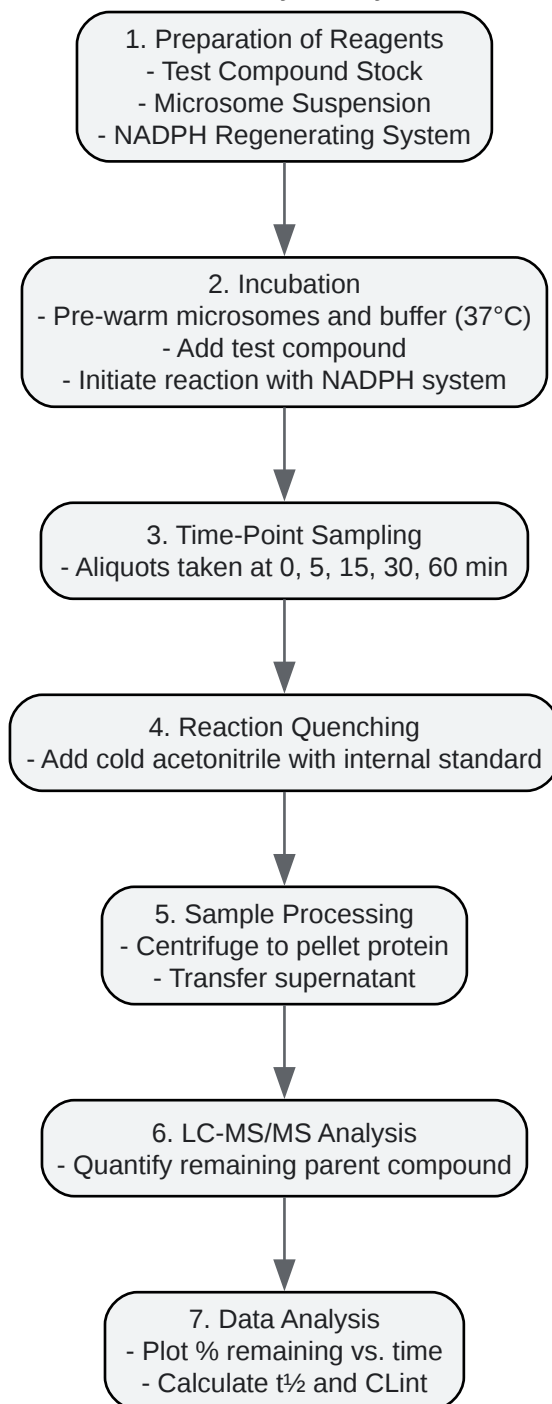 1. Preparation of Reagents
- Test Compound Stock
- Microsome Suspension
- NADPH Regenerating System
2. Incubation
- Pre-warm microsomes and buffer (37°C)
- Add test compound
- Initiate reaction with NADPH system
3. Time-Point Sampling
- Aliquots taken at 0, 5, 15, 30, 60 min
4. Reaction Quenching
- Add cold acetonitrile with internal standard
5. Sample Processing
- Centrifuge to pellet protein
- Transfer supernatant
6. LC-MS/MS Analysis
- Quantify remaining parent compound
7. Data Analysis
- Plot % remaining vs. time
- Calculate t½ and CLint